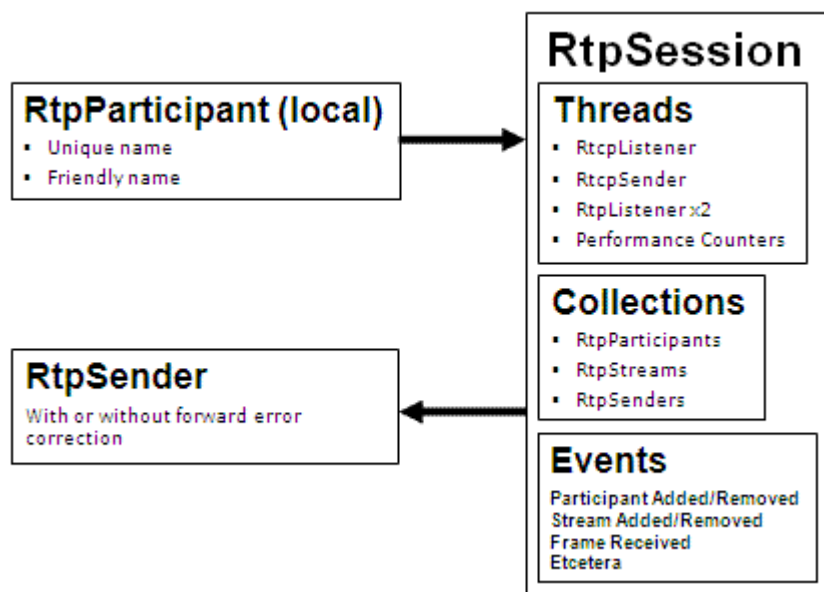 RtpSession
RtpParticipant (local)
▪ Unique name
▪ Friendly name
Threads
▪ RtcpListener
▪ RtcpSender
▪ RtpListener x2
▪ Performance Counters
Collections
▪ RtpParticipants
▪ RtpStreams
▪ RtpSenders
RtpSender
With or without forward error
correction
Events
Participant Added/Removed
Stream Added/Removed
Frame Received
Etcetera